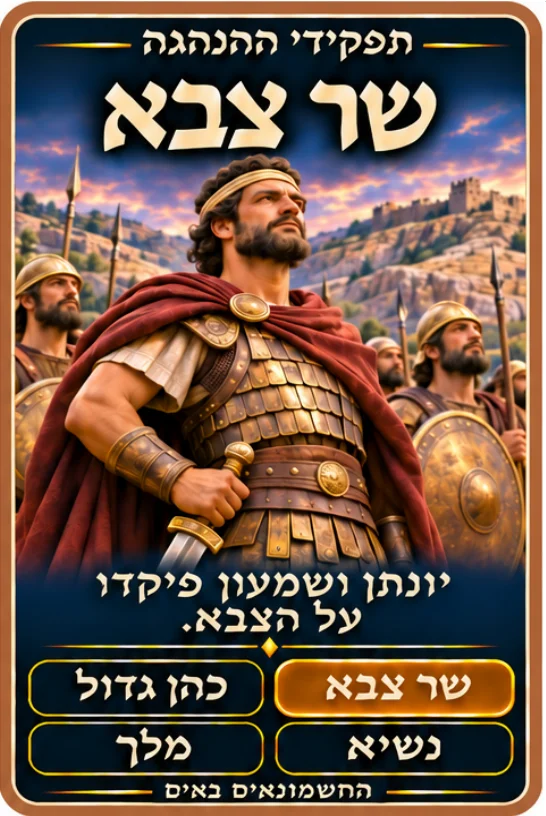 תפקידי ההנהגה
שר צבא
יונתן ושמעון פיקדו
על הצבא.
שר צבא
כהן גדול
נשיא
מלך
החשמונאים באים